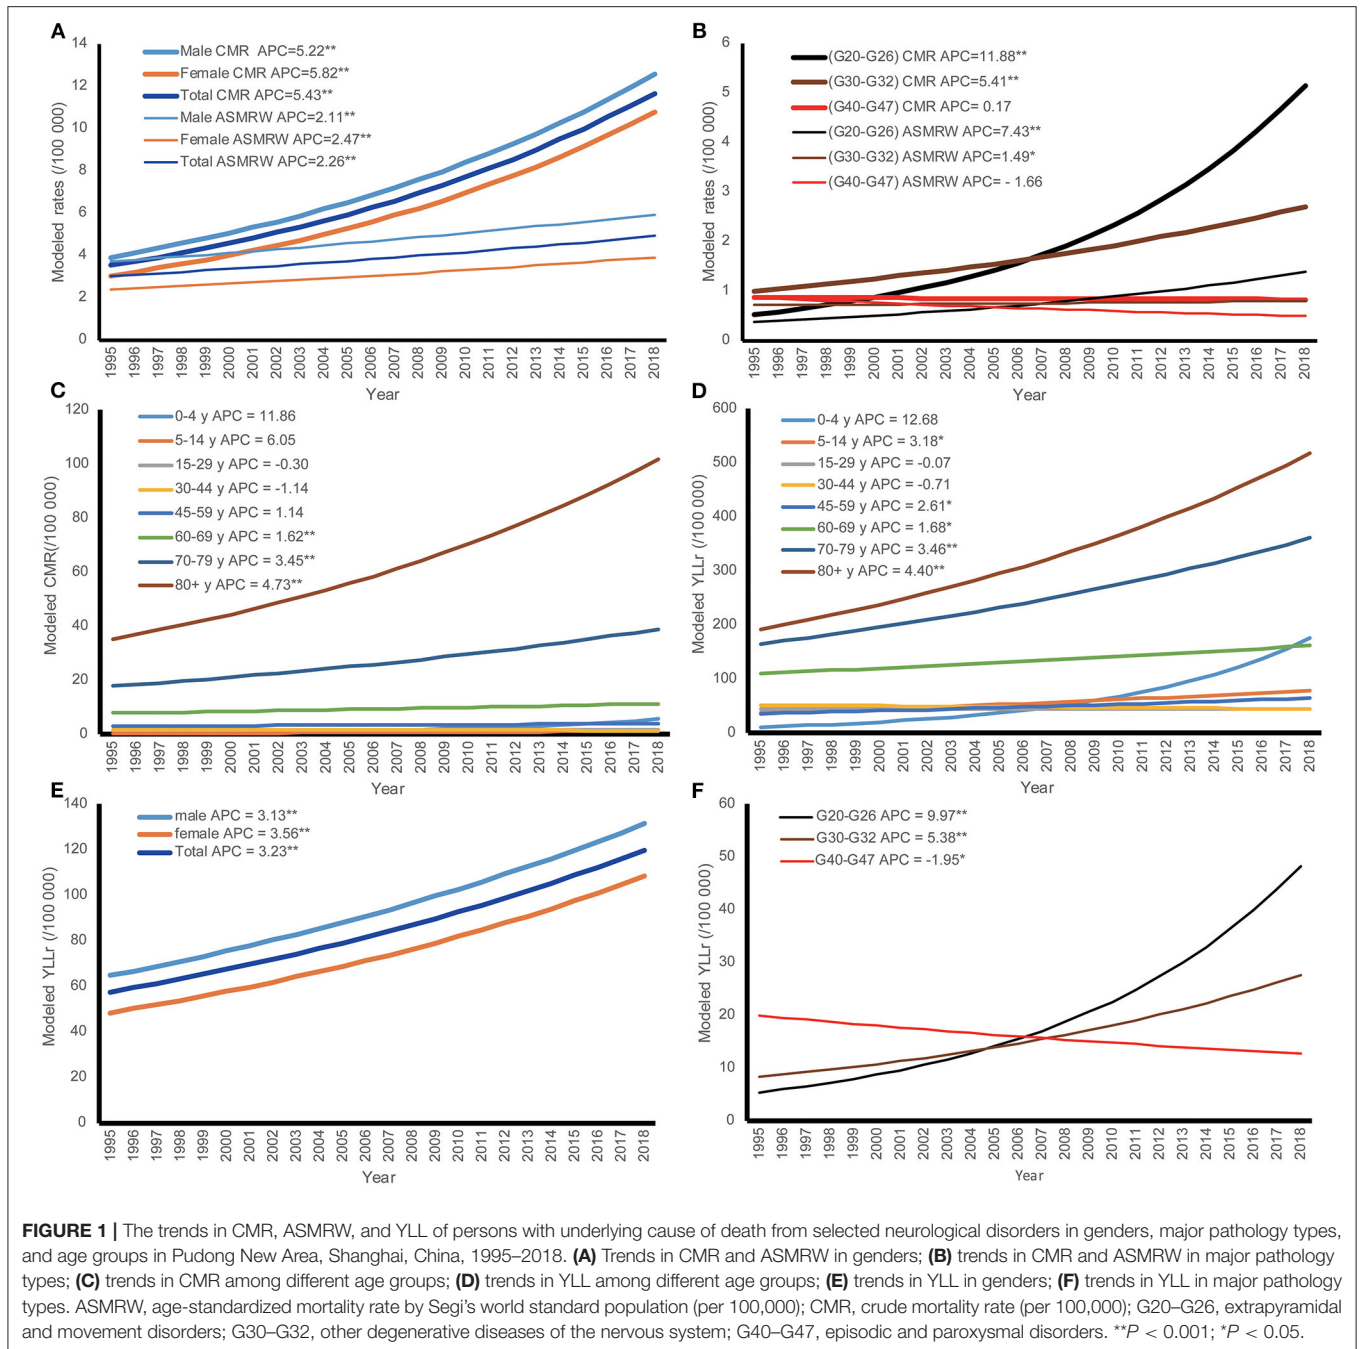 A
14
12
10
8
6
4
2
0
Modeled rates (/100 000)
Male CMR APC=5.22**
Female CMR APC=5.82**
Total CMR APC=5.43**
Male ASMRW APC=2.11**
Female ASMRW APC=2.47**
Total ASMRW APC=2.26**
1995 1996 1997 1998 1999 2000 2001 2002 2003 2004 2005 2006 2007 2008 2009 2010 2011 2012 2013 2014 2015 2016 2017 2018
Year
B
6
5
4
3
2
1
0
Modeled rates (/100 000)
(G20-G26) CMR APC=11.88**
(G30-G32) CMR APC=5.41**
(G40-G47) CMR APC= 0.17
(G20-G26) ASMRW APC=7.43**
(G30-G32) ASMRW APC=1.49*
(G40-G47) ASMRW APC= - 1.66
1995 1996 1997 1998 1999 2000 2001 2002 2003 2004 2005 2006 2007 2008 2009 2010 2011 2012 2013 2014 2015 2016 2017 2018
Year
C
120
100
80
60
40
20
0
Modeled CMR(/100 000)
0-4 y APC = 11.86
5-14 y APC = 6.05
15-29 y APC = -0.30
30-44 y APC = -1.14
45-59 y APC = 1.14
60-69 y APC = 1.62**
70-79 y APC = 3.45**
80+ y APC = 4.73**
1995 1996 1997 1998 1999 2000 2001 2002 2003 2004 2005 2006 2007 2008 2009 2010 2011 2012 2013 2014 2015 2016 2017 2018
Year
D
600
500
400
300
200
100
0
Modeled YLLr (/100 000)
0-4 y APC = 12.68
5-14 y APC = 3.18*
15-29 y APC = -0.07
30-44 y APC = -0.71
45-59 y APC = 2.61*
60-69 y APC = 1.68*
70-79 y APC = 3.46**
80+ y APC = 4.40**
1995 1996 1997 1998 1999 2000 2001 2002 2003 2004 2005 2006 2007 2008 2009 2010 2011 2012 2013 2014 2015 2016 2017 2018
Year
E
140
120
100
80
60
40
20
0
Modeled YLLr (/100 000)
male APC = 3.13**
female APC = 3.56**
Total APC = 3.23**
1995 1996 1997 1998 1999 2000 2001 2002 2003 2004 2005 2006 2007 2008 2009 2010 2011 2012 2013 2014 2015 2016 2017 2018
Year
F
60
50
40
30
20
10
0
Modeled YLLr (/100 000)
G20-G26 APC = 9.97**
G30-G32 APC = 5.38**
G40-G47 APC = -1.95*
1995 1996 1997 1998 1999 2000 2001 2002 2003 2004 2005 2006 2007 2008 2009 2010 2011 2012 2013 2014 2015 2016 2017 2018
Year
FIGURE 1 | The trends in CMR, ASMRW, and YLL of persons with underlying cause of death from selected neurological disorders in genders, major pathology types,
and age groups in Pudong New Area, Shanghai, China, 1995–2018. (A) Trends in CMR and ASMRW in genders; (B) trends in CMR and ASMRW in major pathology
types; (C) trends in CMR among different age groups; (D) trends in YLL among different age groups; (E) trends in YLL in genders; (F) trends in YLL in major pathology
types. ASMRW, age-standardized mortality rate by Segi's world standard population (per 100,000); CMR, crude mortality rate (per 100,000); G20–G26, extrapyramidal
and movement disorders; G30–G32, other degenerative diseases of the nervous system; G40–G47, episodic and paroxysmal disorders. **P < 0.001; *P < 0.05.